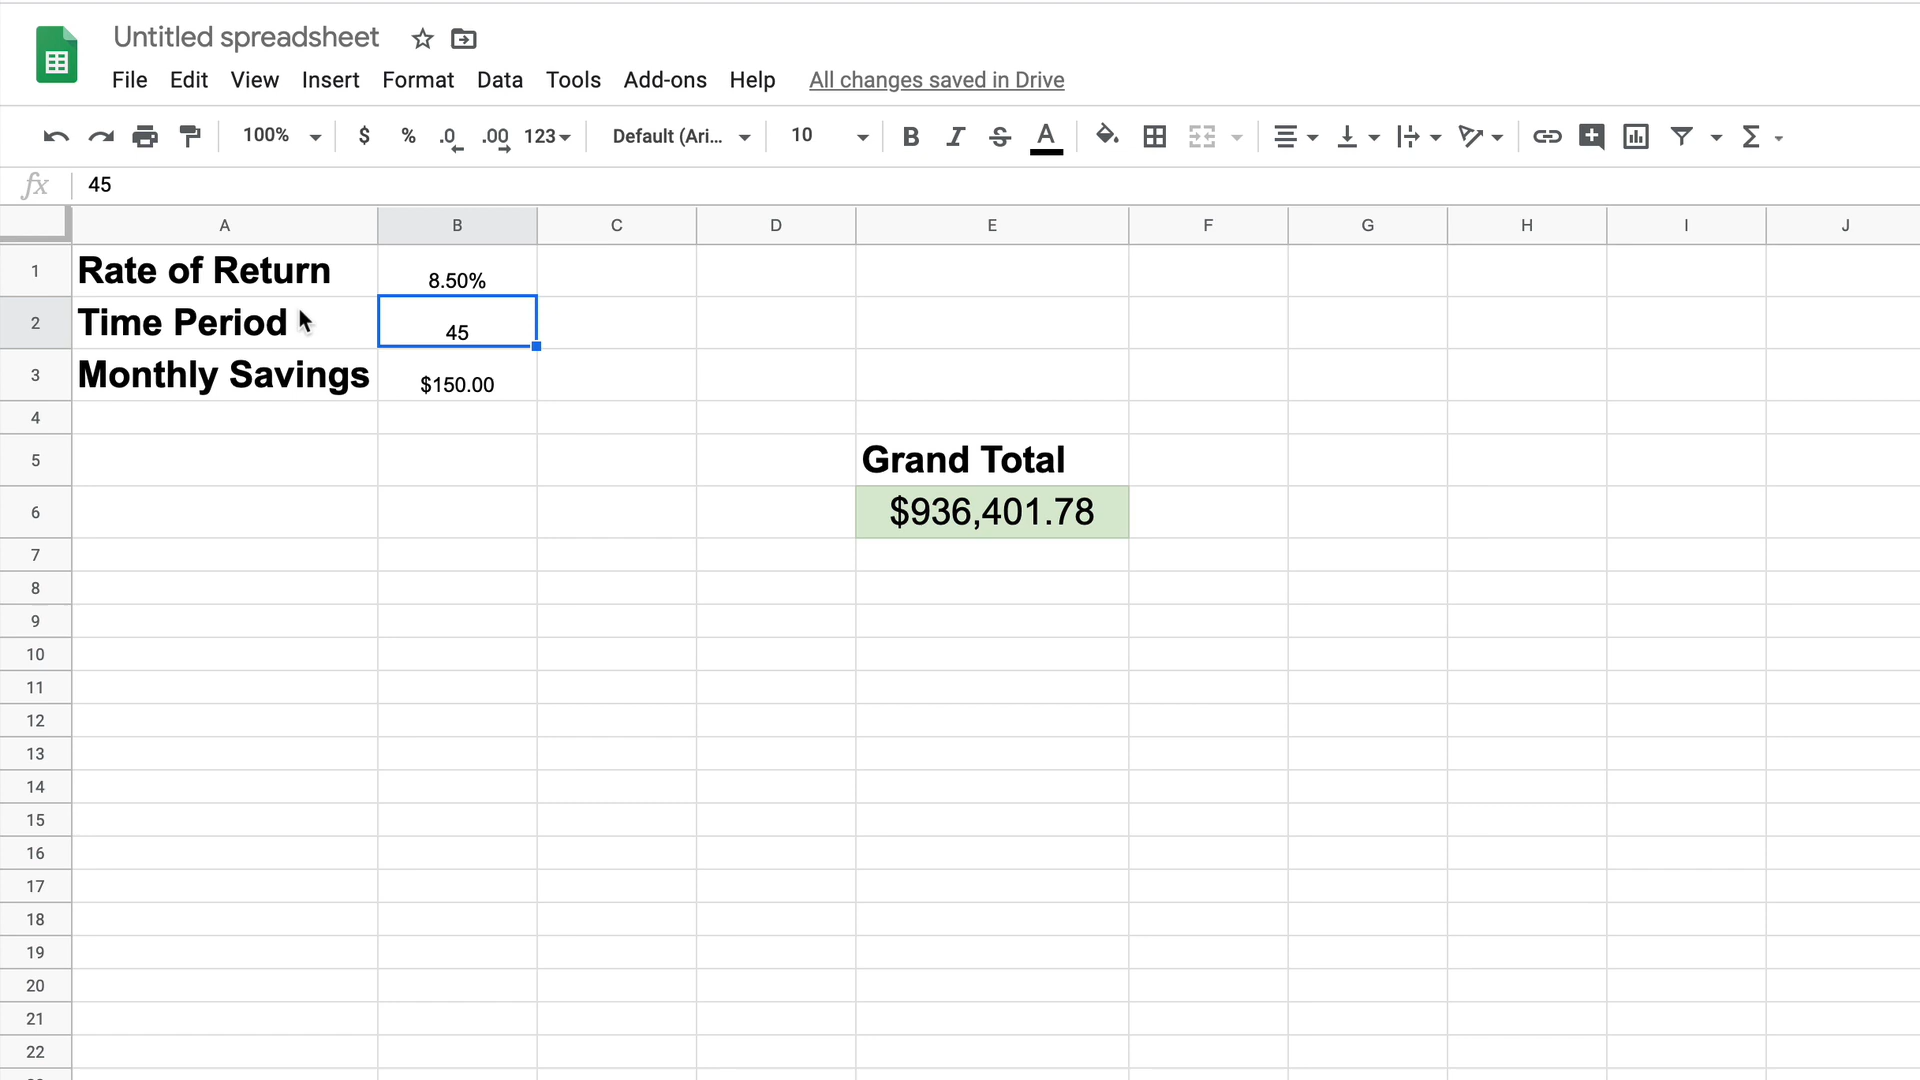 Untitled spreadsheet
File Edit View Insert Format Data Tools Add-ons Help All changes saved in Drive
100% $ % .0 .00 123 Default (Ari... 10 B I S A Σ
fx 45
A B C D E F G H I J
1 Rate of Return 8.50%
2 Time Period 45
3 Monthly Savings $150.00
4
5 Grand Total
6 $936,401.78
7
8
9
10
11
12
13
14
15
16
17
18
19
20
21
22